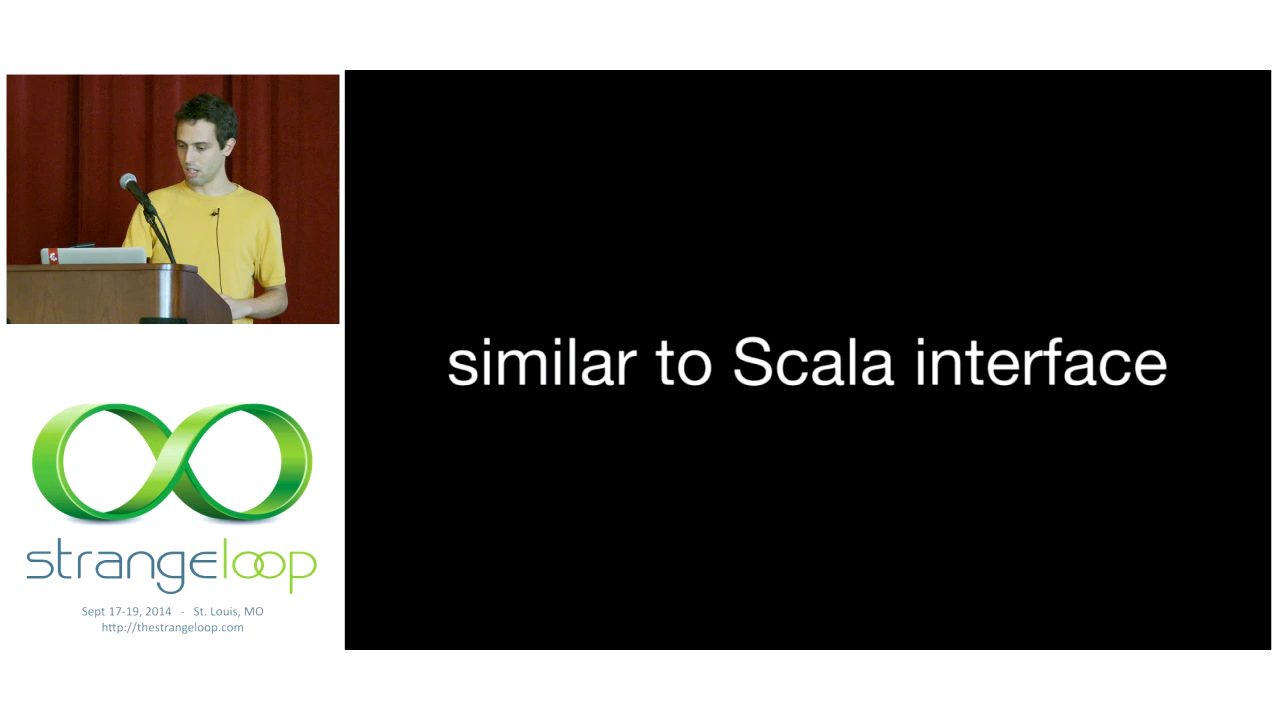 similar to Scala interface
strangeloop
Sept 17-19, 2014 - St. Louis, MO
http://thestrangeloop.com